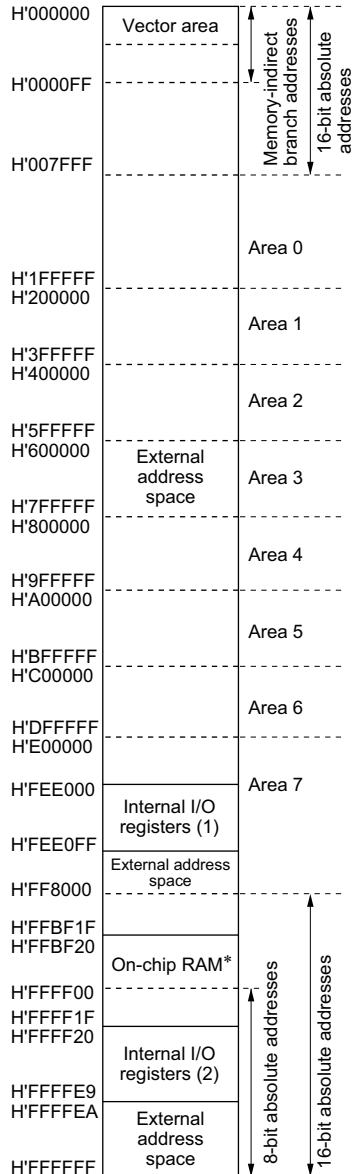 H'000000
Vector area
H'0000FF
Memory-indirect
branch addresses
16-bit absolute
addresses
H'007FFF
Area 0
H'1FFFFF
H'200000
Area 1
H'3FFFFF
H'400000
Area 2
H'5FFFFF
H'600000
External
address
space
Area 3
H'7FFFFF
H'800000
Area 4
H'9FFFFF
H'A00000
Area 5
H'BFFFFF
H'C00000
Area 6
H'DFFFFF
H'E00000
Area 7
H'FEE000
Internal I/O
registers (1)
H'FEE0FF
External address
space
H'FF8000
H'FFBF1F
H'FFBF20
On-chip RAM*
H'FFFF00
H'FFFF1F
H'FFFF20
Internal I/O
registers (2)
8-bit absolute addresses
16-bit absolute addresses
H'FFFFE9
H'FFFFEA
External
address
space
H'FFFFFF